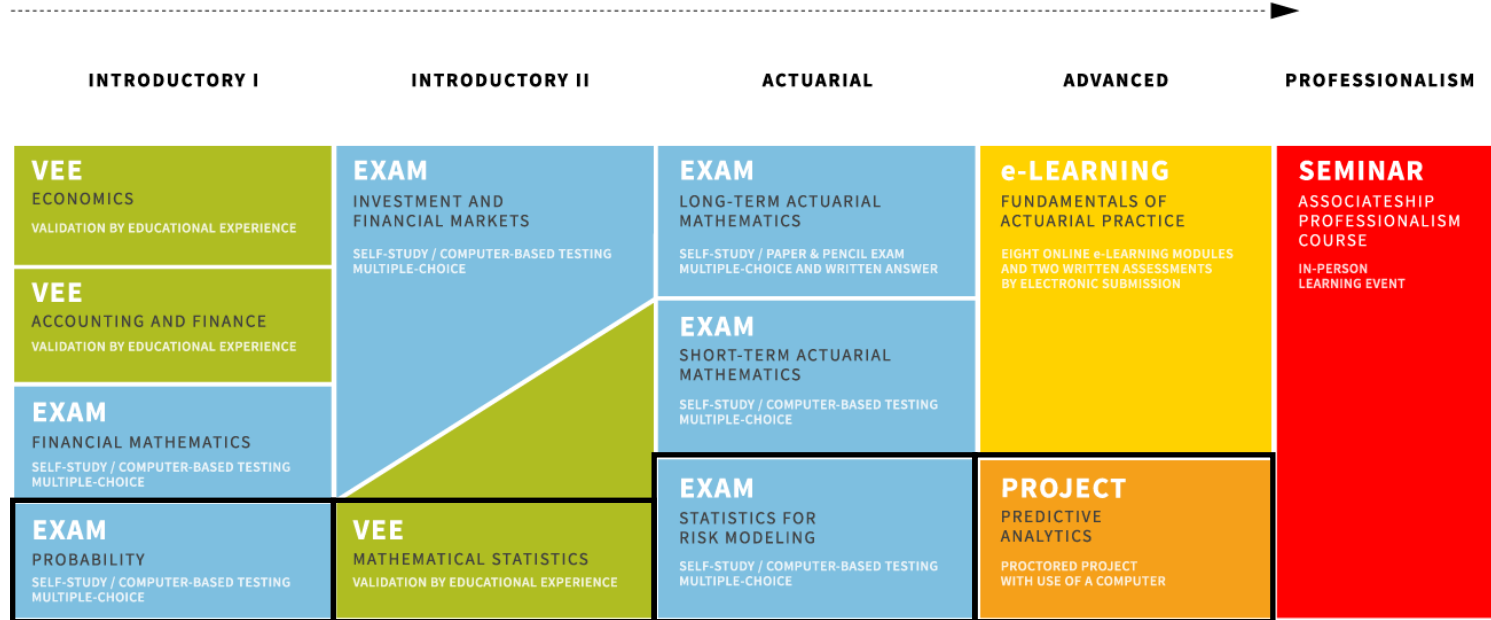 INTRODUCTORY I
INTRODUCTORY II
ACTUARIAL
ADVANCED
PROFESSIONALISM
VEE
ECONOMICS
VALIDATION BY EDUCATIONAL EXPERIENCE
VEE
ACCOUNTING AND FINANCE
VALIDATION BY EDUCATIONAL EXPERIENCE
EXAM
FINANCIAL MATHEMATICS
SELF-STUDY / COMPUTER-BASED TESTING
MULTIPLE-CHOICE
EXAM
PROBABILITY
SELF-STUDY / COMPUTER-BASED TESTING
MULTIPLE-CHOICE
EXAM
INVESTMENT AND
FINANCIAL MARKETS
SELF-STUDY / COMPUTER-BASED TESTING
MULTIPLE-CHOICE
VEE
MATHEMATICAL STATISTICS
VALIDATION BY EDUCATIONAL EXPERIENCE
EXAM
LONG-TERM ACTUARIAL
MATHEMATICS
SELF-STUDY / PAPER & PENCIL EXAM
MULTIPLE-CHOICE AND WRITTEN ANSWER
EXAM
SHORT-TERM ACTUARIAL
MATHEMATICS
SELF-STUDY / COMPUTER-BASED TESTING
MULTIPLE-CHOICE
EXAM
STATISTICS FOR
RISK MODELING
SELF-STUDY / COMPUTER-BASED TESTING
MULTIPLE-CHOICE
e-LEARNING
FUNDAMENTALS OF
ACTUARIAL PRACTICE
EIGHT ONLINE e-LEARNING MODULES
AND TWO WRITTEN ASSESSMENTS
BY ELECTRONIC SUBMISSION
PROJECT
PREDICTIVE
ANALYTICS
PROCTORED PROJECT
WITH USE OF A COMPUTER
SEMINAR
ASSOCIATESHIP
PROFESSIONALISM
COURSE
IN-PERSON
LEARNING EVENT